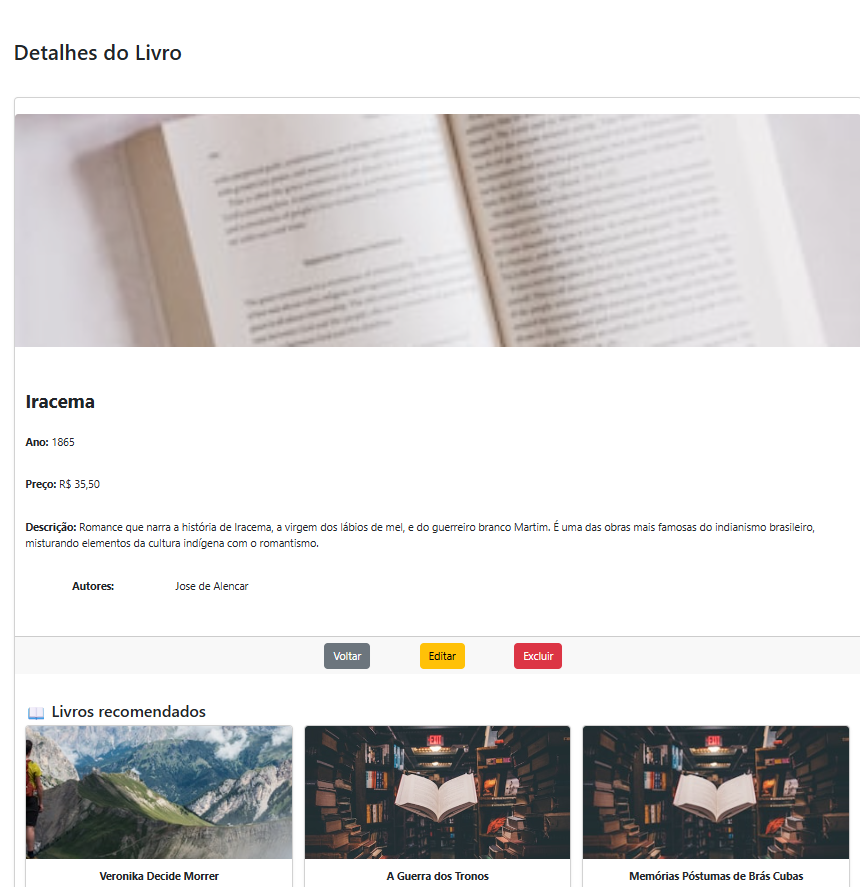 Detalhes do Livro
Iracema
Ano: 1865
Preço: R$ 35,50
Descrição: Romance que narra a história de Iracema, a virgem dos lábios de mel, e do guerreiro branco Martim. É uma das obras mais famosas do indianismo brasileiro,
misturando elementos da cultura indígena com o romantismo.
Autores: Jose de Alencar
Voltar Editar Excluir
Livros recomendados
EXIT EXIT
Veronika Decide Morrer A Guerra dos Tronos Memórias Póstumas de Brás Cubas